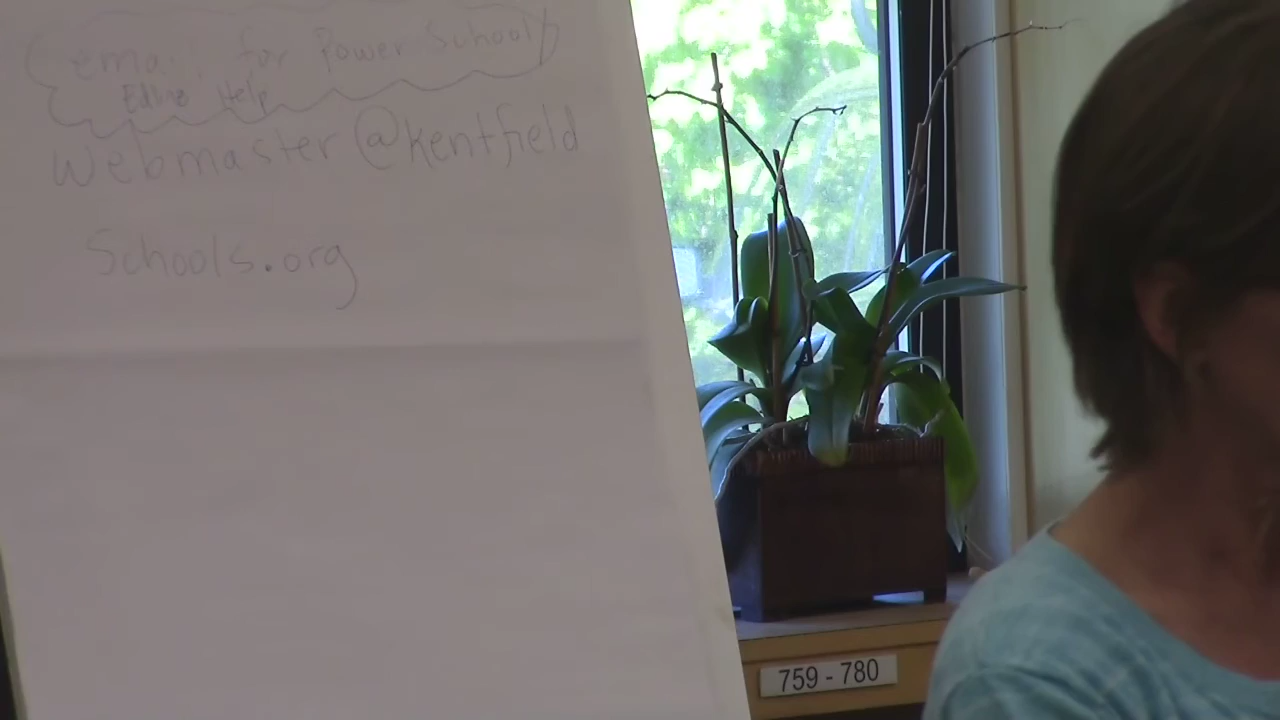 (email for Power School)
Edline Help
Webmaster@kentfield
Schools.org
759 - 780